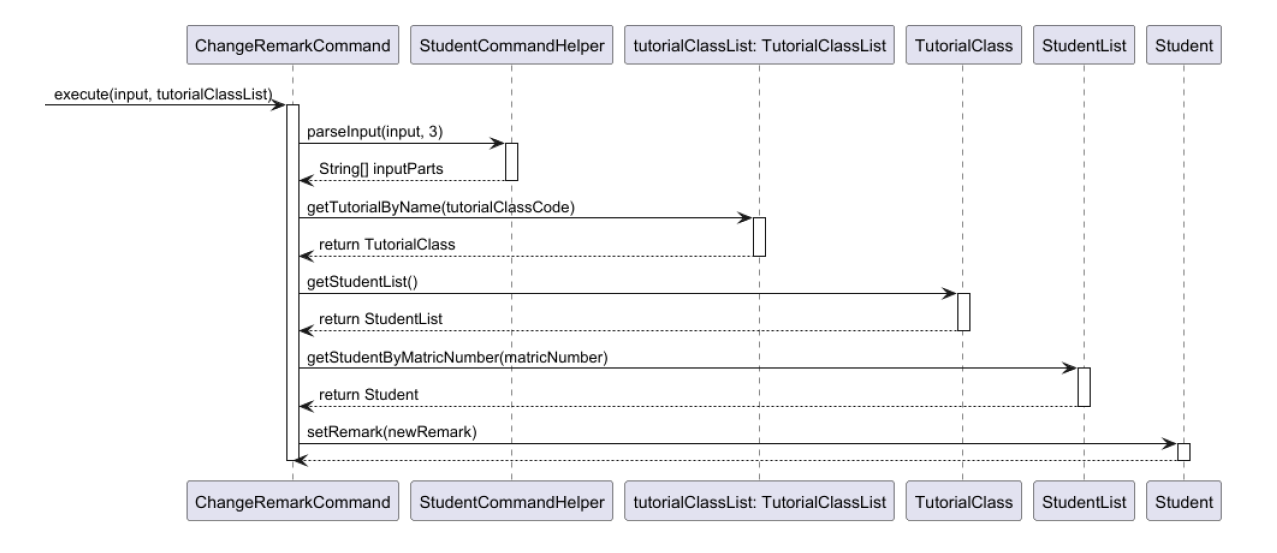 ChangeRemarkCommand StudentCommandHelper tutorialClassList: TutorialClassList TutorialClass StudentList Student
execute(input, tutorialClassList)
parseInput(input, 3)
String[] inputParts
getTutorialByName(tutorialClassCode)
return TutorialClass
getStudentList()
return StudentList
getStudentByMatricNumber(matricNumber)
return Student
setRemark(newRemark)
ChangeRemarkCommand StudentCommandHelper tutorialClassList: TutorialClassList TutorialClass StudentList Student